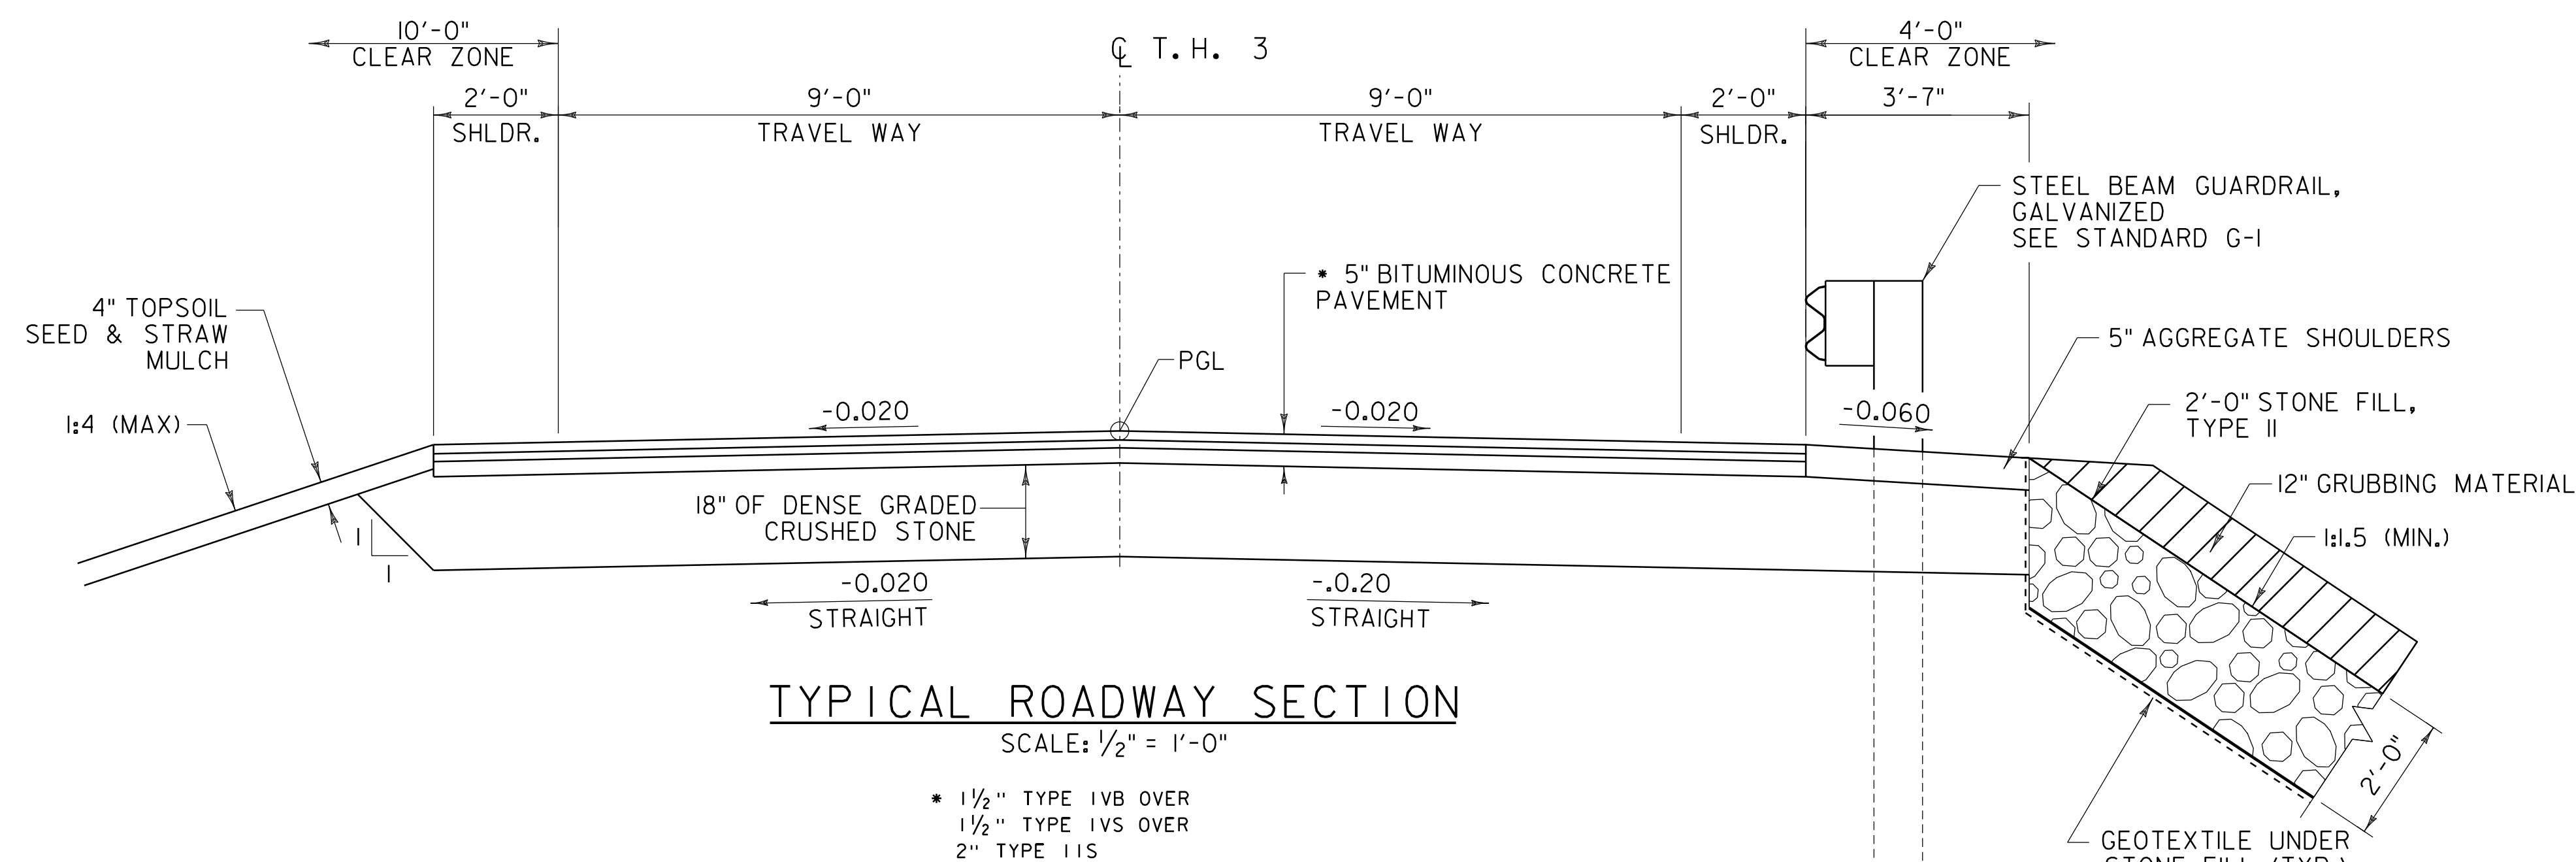 10'-0"
CLEAR ZONE
℄ T.H. 3
4'-0"
CLEAR ZONE
2'-0"
SHLDR.
9'-0"
TRAVEL WAY
9'-0"
TRAVEL WAY
2'-0"
SHLDR.
3'-7"
STEEL BEAM GUARDRAIL,
GALVANIZED
SEE STANDARD G-1
* 5" BITUMINOUS CONCRETE
PAVEMENT
4" TOPSOIL
SEED & STRAW
MULCH
PGL
5" AGGREGATE SHOULDERS
1:4 (MAX)
-0.020
-0.020
-0.060
2'-0" STONE FILL,
TYPE II
12" GRUBBING MATERIAL
18" OF DENSE GRADED
CRUSHED STONE
1:1.5 (MIN.)
1
1
-0.020
STRAIGHT
-.0.20
STRAIGHT
TYPICAL ROADWAY SECTION
SCALE: 1/2" = 1'-0"
2'-0"
* 1 1/2" TYPE IVB OVER
1 1/2" TYPE IVS OVER
2" TYPE IIS
GEOTEXTILE UNDER
STONE FILL (TYP.)